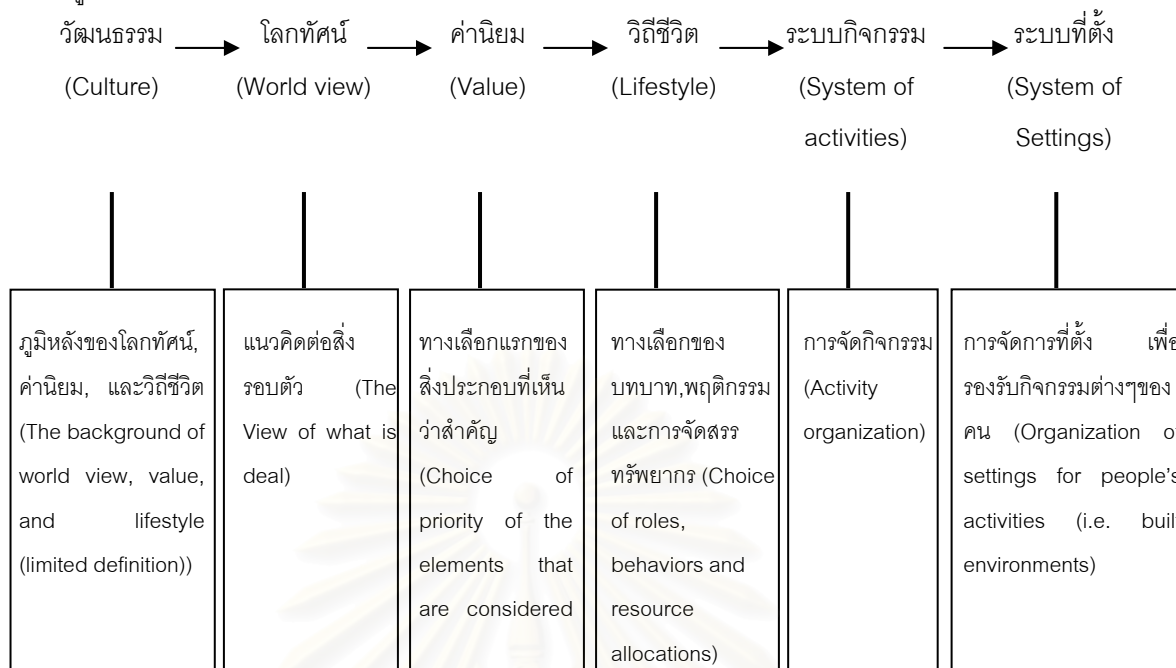 วัฒนธรรม
(Culture)
โลกทัศน์
(World view)
ค่านิยม
(Value)
วิถีชีวิต
(Lifestyle)
ระบบกิจกรรม
(System of
activities)
ระบบที่ตั้ง
(System of
Settings)
ภูมิหลังของโลกทัศน์,
ค่านิยม, และวิถีชีวิต
(The background of
world view, value,
and lifestyle
(limited definition))
แนวคิดต่อสิ่ง
รอบตัว (The
View of what is
deal)
ทางเลือกแรกของ
สิ่งประกอบที่เห็น
ว่าสำคัญ
(Choice of
priority of the
elements that
are considered
ทางเลือกของ
บทบาท,พฤติกรรม
และการจัดสรร
ทรัพยากร (Choice
of roles,
behaviors and
resource
allocations)
การจัดกิจกรรม
(Activity
organization)
การจัดการที่ตั้ง เพื่อ
รองรับกิจกรรมต่างๆของ
คน (Organization of
settings for people's
activities (i.e. buil
environments)